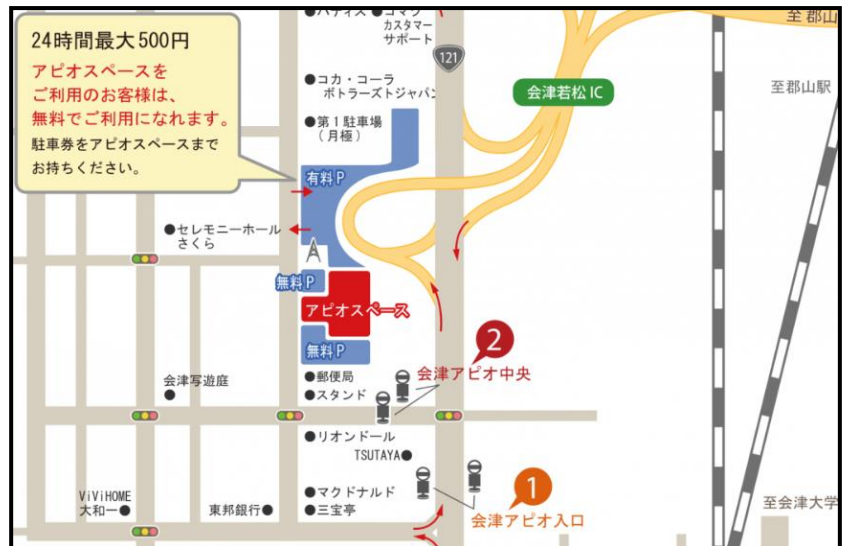 24時間最大500円
アピオスペースを
ご利用のお客様は、
無料でご利用になれます。
駐車券をアピオスペースまで
お持ちください。
カスタマー
サポート
121
至 郡山
●コカ・コーラ
ボトラーズトジャパン
会津若松 IC
至郡山駅
●第1駐車場
(月極)
有料 P
●セレモニーホール
さくら
無料 P
アピオスペース
無料 P
2
会津アピオ中央
会津写遊庭
●郵便局
●スタンド
●リオンドール
TSUTAYA●
1
会津アピオ入口
ViViHOME
大和一●
東邦銀行●
●マクドナルド
●三宝亭
至会津大学